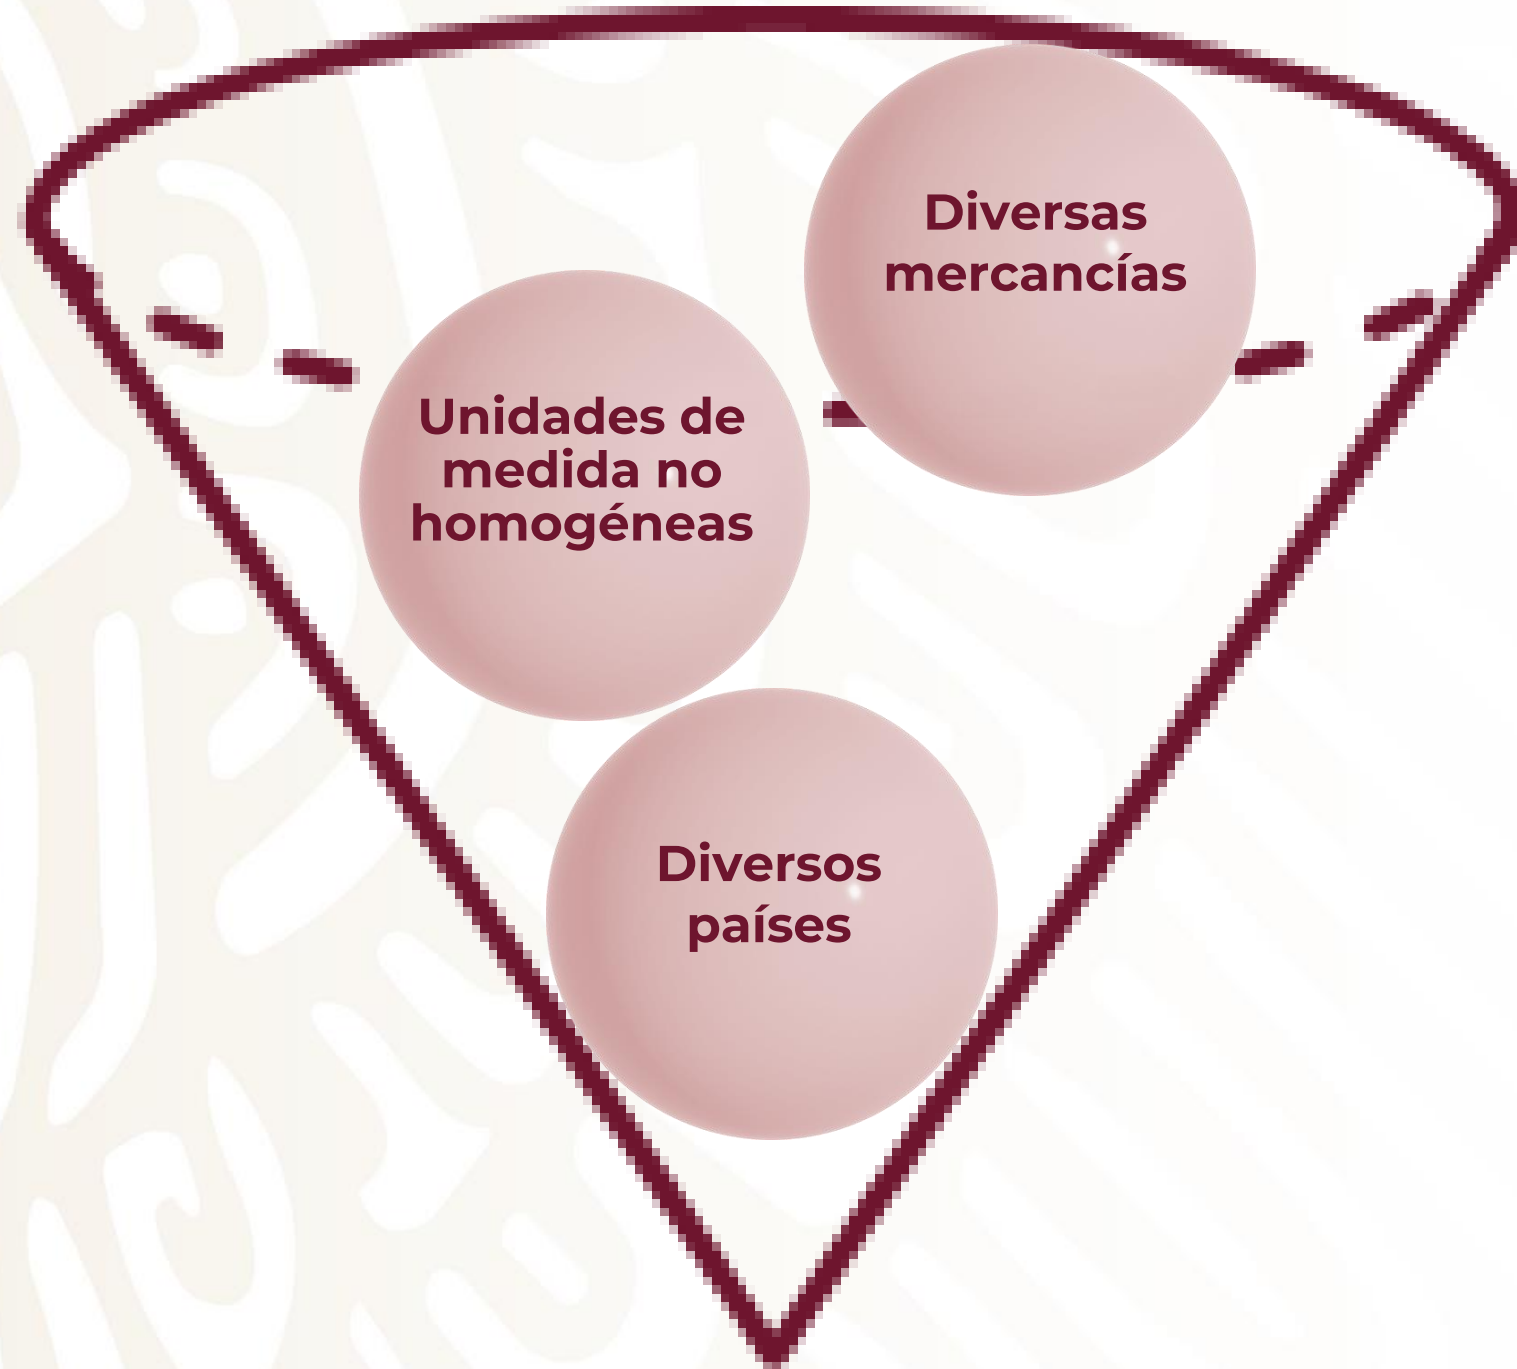 Diversas
mercancías
Unidades de
medida no
homogéneas
Diversos
países